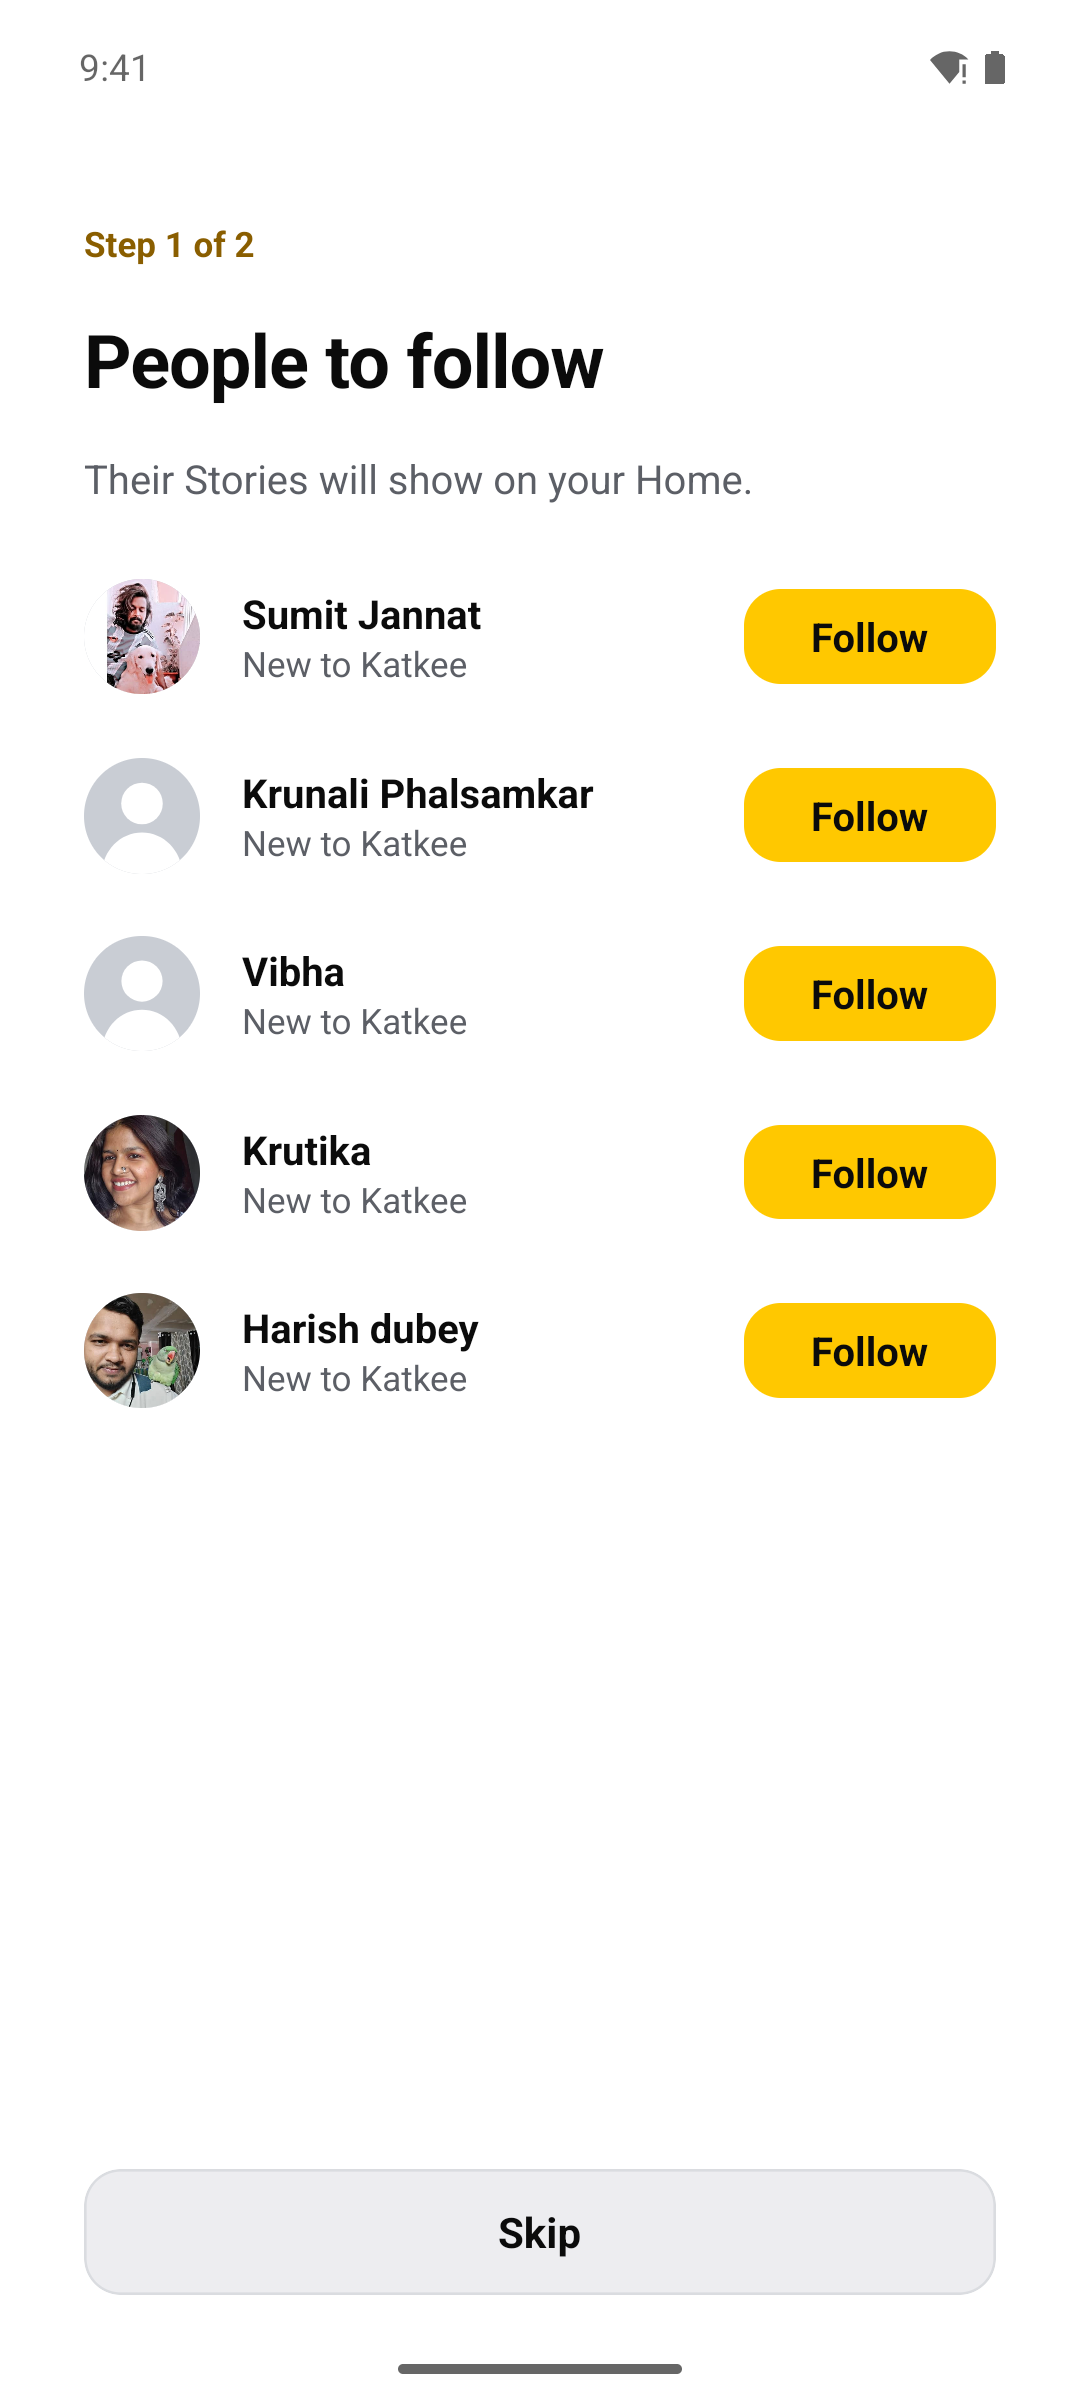 9:41
Step 1 of 2
People to follow
Their Stories will show on your Home.
Sumit Jannat
New to Katkee
Follow
Krunali Phalsamkar
New to Katkee
Follow
Vibha
New to Katkee
Follow
Krutika
New to Katkee
Follow
Harish dubey
New to Katkee
Follow
Skip